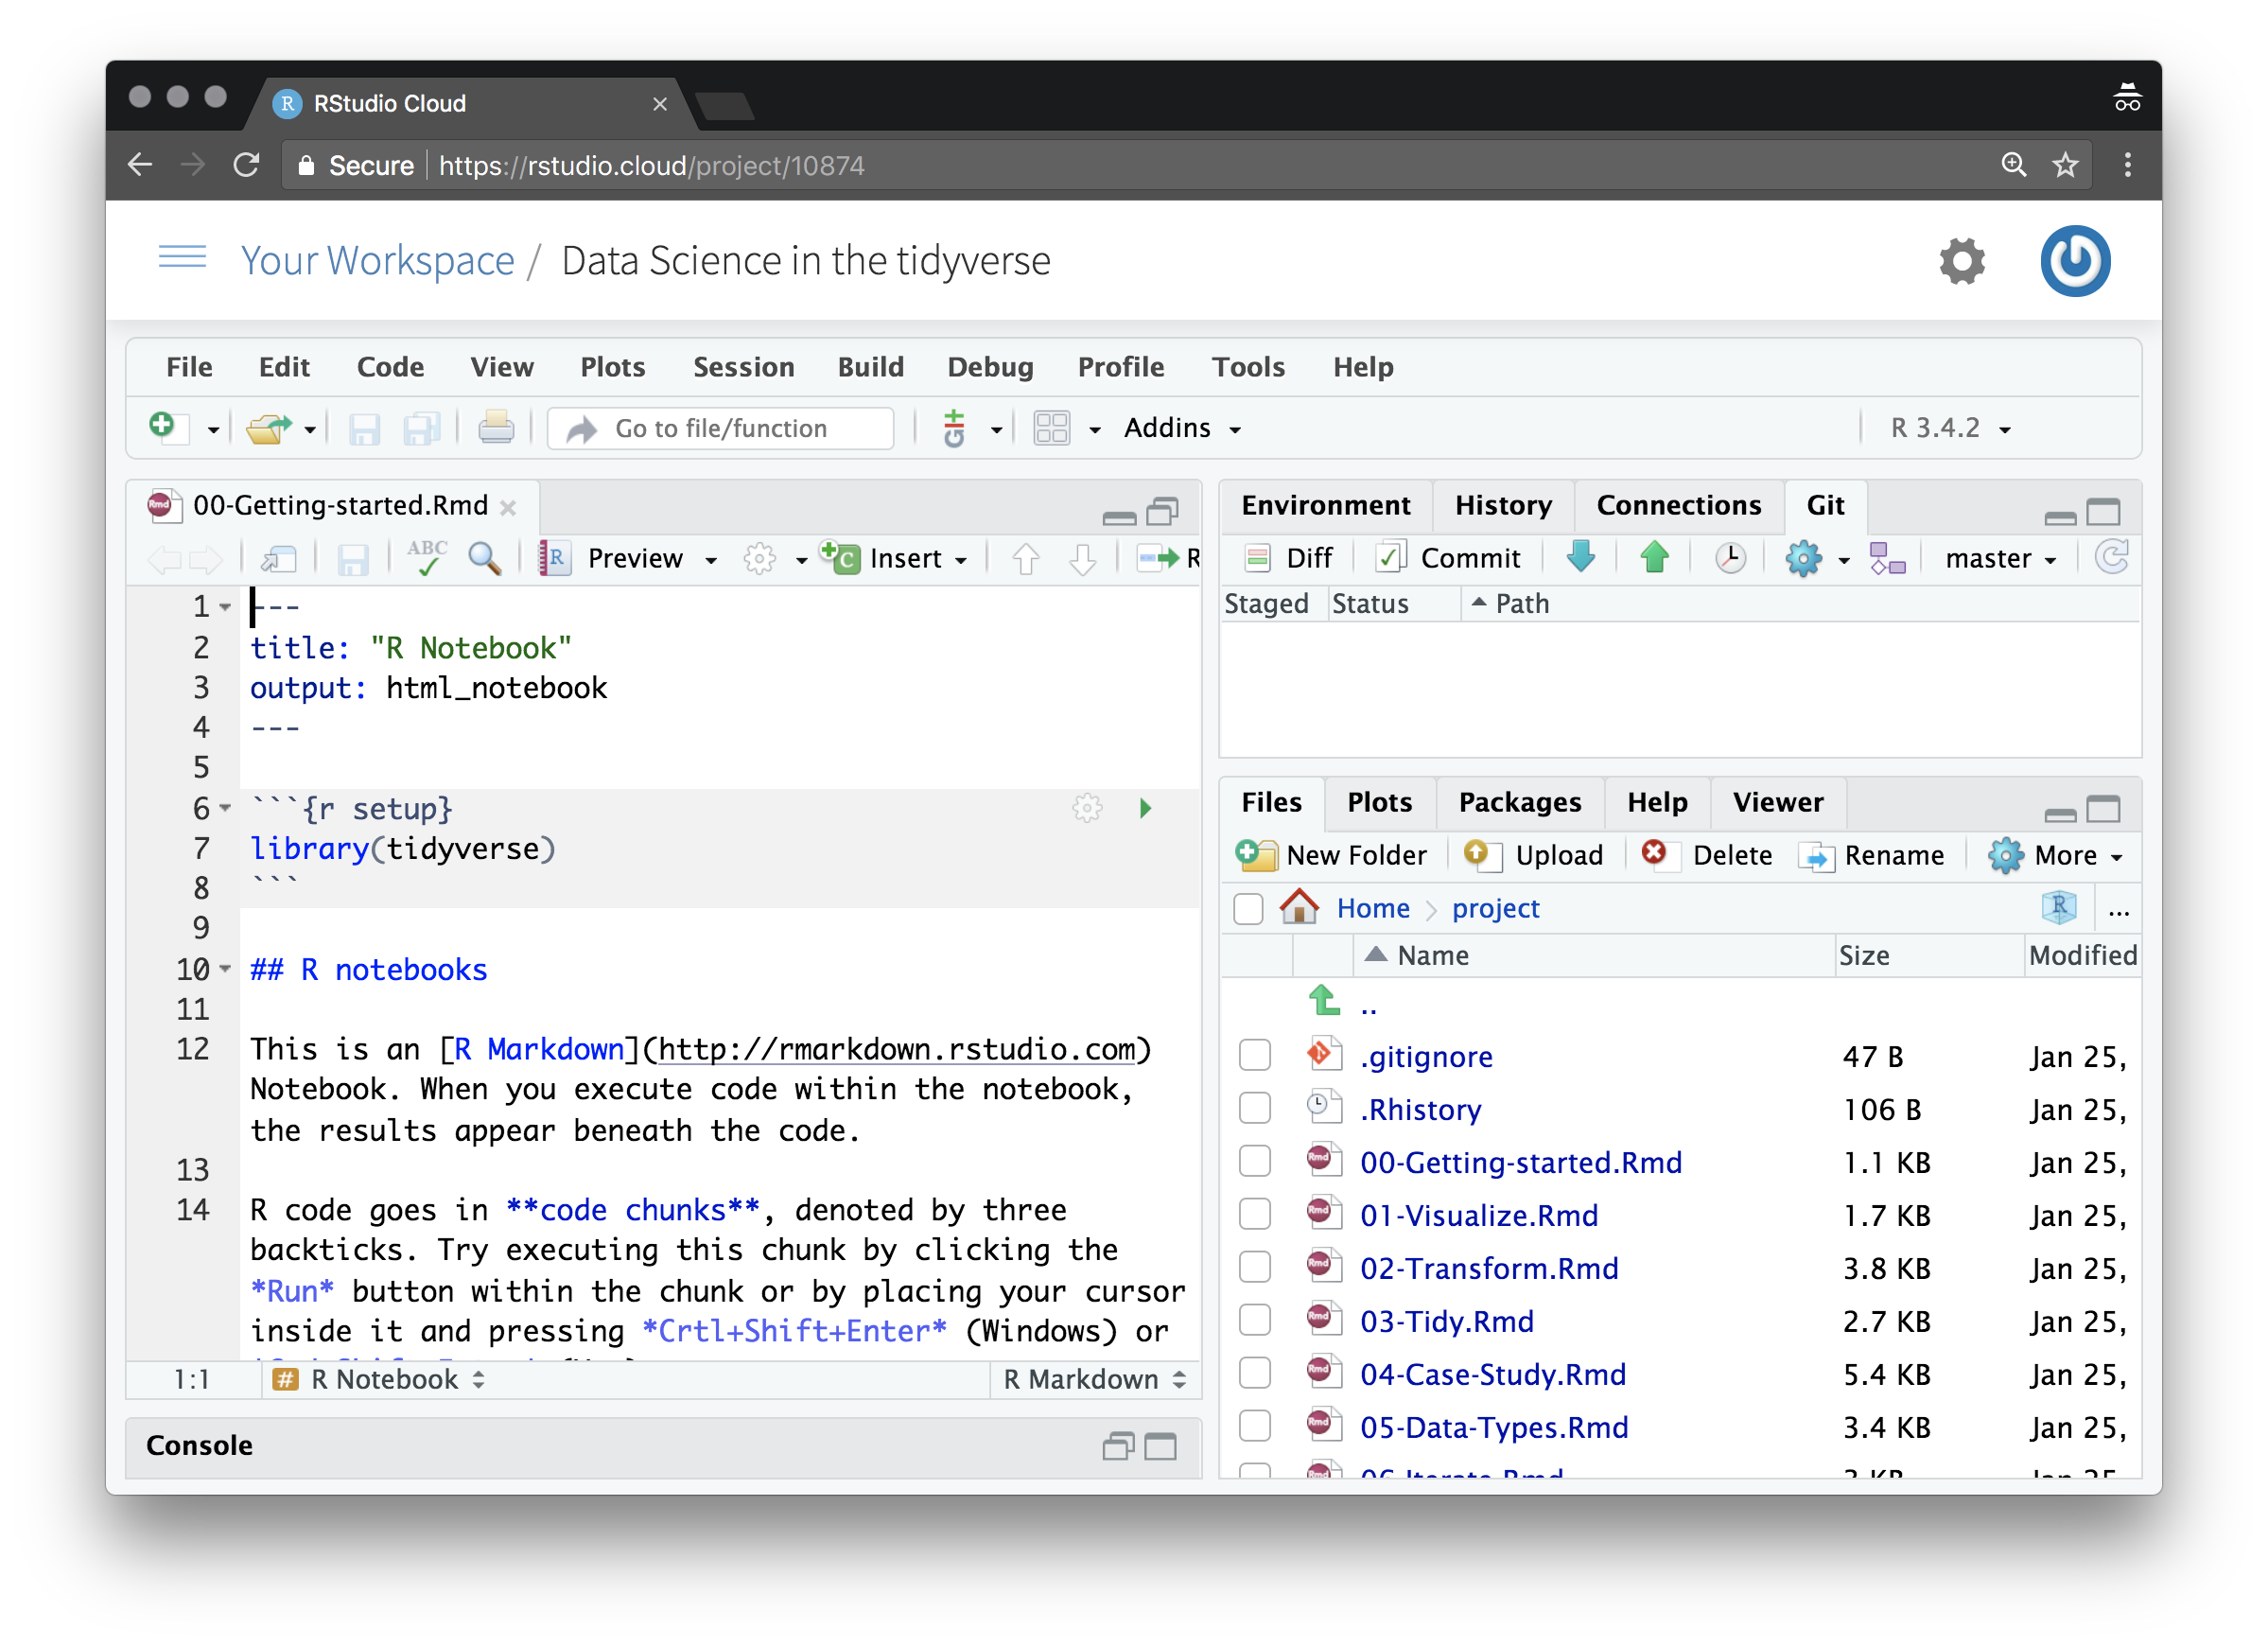 RStudio Cloud
Secure https://rstudio.cloud/project/10874
Your Workspace / Data Science in the tidyverse
File Edit Code View Plots Session Build Debug Profile Tools Help
Go to file/function Addins R 3.4.2
00-Getting-started.Rmd
ABC Preview Insert R
1 ---
2 title: "R Notebook"
3 output: html_notebook
4 ---
5
6 ```{r setup}
7 library(tidyverse)
8 ```
9
10 ## R notebooks
11
12 This is an [R Markdown](http://rmarkdown.rstudio.com)
Notebook. When you execute code within the notebook,
the results appear beneath the code.
13
14 R code goes in **code chunks**, denoted by three
backticks. Try executing this chunk by clicking the
*Run* button within the chunk or by placing your cursor
inside it and pressing *Crtl+Shift+Enter* (Windows) or
1:1 # R Notebook R Markdown
Console
Environment History Connections Git
Diff Commit master
Staged Status Path
Files Plots Packages Help Viewer
New Folder Upload Delete Rename More
Home project ...
Name Size Modified
..
.gitignore 47 B Jan 25,
.Rhistory 106 B Jan 25,
00-Getting-started.Rmd 1.1 KB Jan 25,
01-Visualize.Rmd 1.7 KB Jan 25,
02-Transform.Rmd 3.8 KB Jan 25,
03-Tidy.Rmd 2.7 KB Jan 25,
04-Case-Study.Rmd 5.4 KB Jan 25,
05-Data-Types.Rmd 3.4 KB Jan 25,
06-Iterate.Rmd 3 KB Jan 25